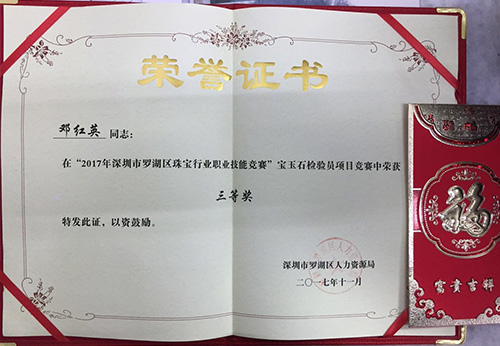 荣誉证书
邓红英 同志：
在“2017年深圳市罗湖区珠宝行业职业技能竞赛”宝玉石检验员项目竞赛中荣获
三等奖
特发此证，以资鼓励。
深圳市罗湖区人力资源局
二〇一七年十一月
福
富貴吉祥